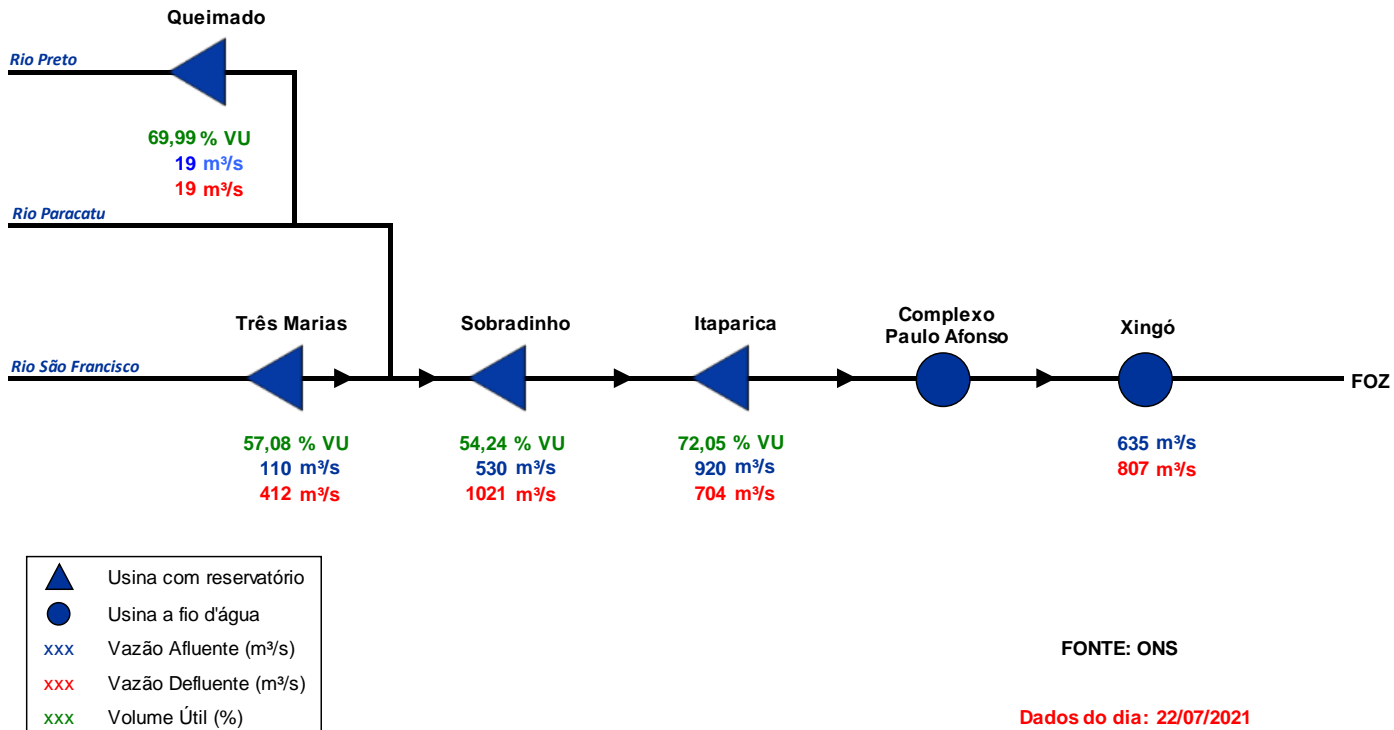 Queimado
Rio Preto
69,99 % VU
19 m³/s
19 m³/s
Rio Paracatu
Três Marias
Sobradinho
Itaparica
Complexo
Paulo Afonso
Xingó
Rio São Francisco
FOZ
57,08 % VU
110 m³/s
412 m³/s
54,24 % VU
530 m³/s
1021 m³/s
72,05 % VU
920 m³/s
704 m³/s
635 m³/s
807 m³/s
Usina com reservatório
Usina a fio d'água
xxx Vazão Afluente (m³/s)
xxx Vazão Defluente (m³/s)
xxx Volume Útil (%)
FONTE: ONS
Dados do dia: 22/07/2021